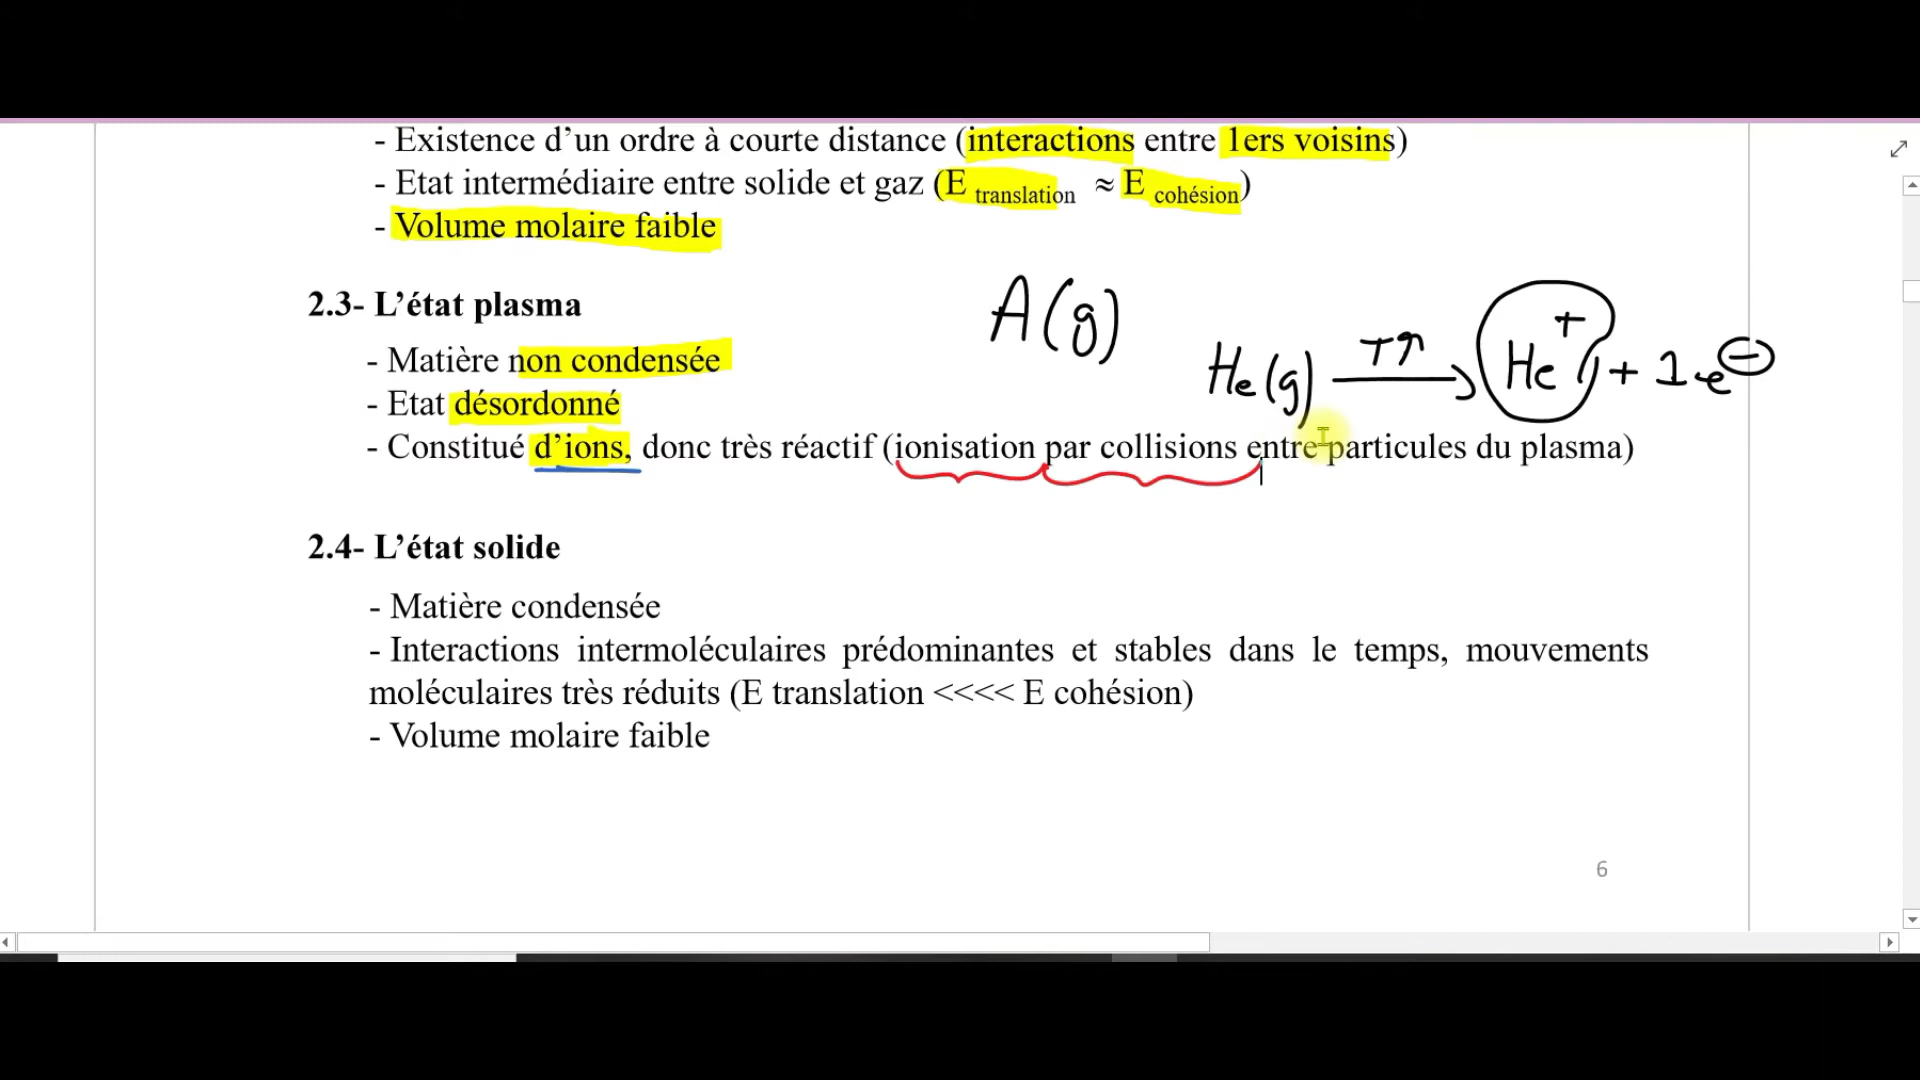 - Existence d’un ordre à courte distance (interactions entre 1ers voisins)
- Etat intermédiaire entre solide et gaz (E translation ≈ E cohésion)
- Volume molaire faible
2.3- L’état plasma
A(g)
- Matière non condensée
He(g) T↑ → He⁺ + 1e⊖
- Etat désordonné
- Constitué d’ions, donc très réactif (ionisation par collisions entre particules du plasma)
2.4- L’état solide
- Matière condensée
- Interactions intermoléculaires prédominantes et stables dans le temps, mouvements
moléculaires très réduits (E translation <<<< E cohésion)
- Volume molaire faible
6